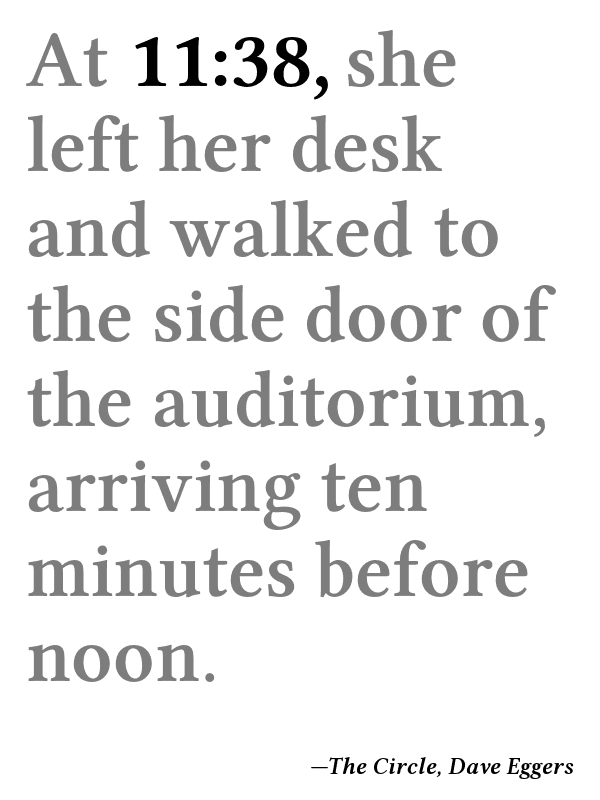 At 11:38, she
left her desk
and walked to
the side door of
the auditorium,
arriving ten
minutes before
noon.
—The Circle, Dave Eggers